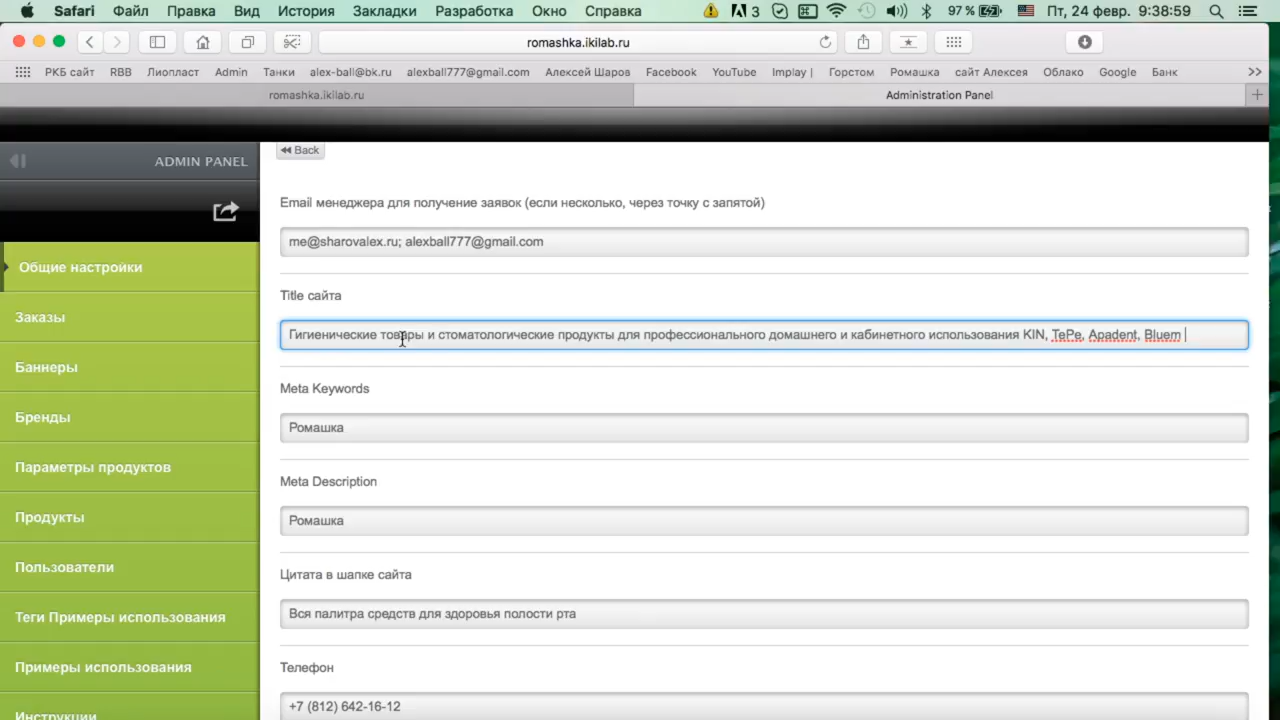 Safari Файл Правка Вид История Закладки Разработка Окно Справка 3 97 % Пт, 24 февр. 9:38:59
romashka.ikilab.ru
РКБ сайт RBB Лиопласт Admin Танки alex-ball@bk.ru alexball777@gmail.com Алексей Шаров Facebook YouTube Implay | Горстом Ромашка сайт Алексея Облако Google Банк
romashka.ikilab.ru Administration Panel
ADMIN PANEL
Back
Email менеджера для получение заявок (если несколько, через точку с запятой)
me@sharovalex.ru; alexball777@gmail.com
Общие настройки
Title сайта
Заказы
Гигиенические товары и стоматологические продукты для профессионального домашнего и кабинетного использования KIN, TePe, Apadent, Bluem
Баннеры
Meta Keywords
Бренды
Ромашка
Параметры продуктов
Meta Description
Продукты
Ромашка
Пользователи
Цитата в шапке сайта
Теги Примеры использования
Вся палитра средств для здоровья полости рта
Примеры использования
Телефон
+7 (812) 642-16-12
Инструкции